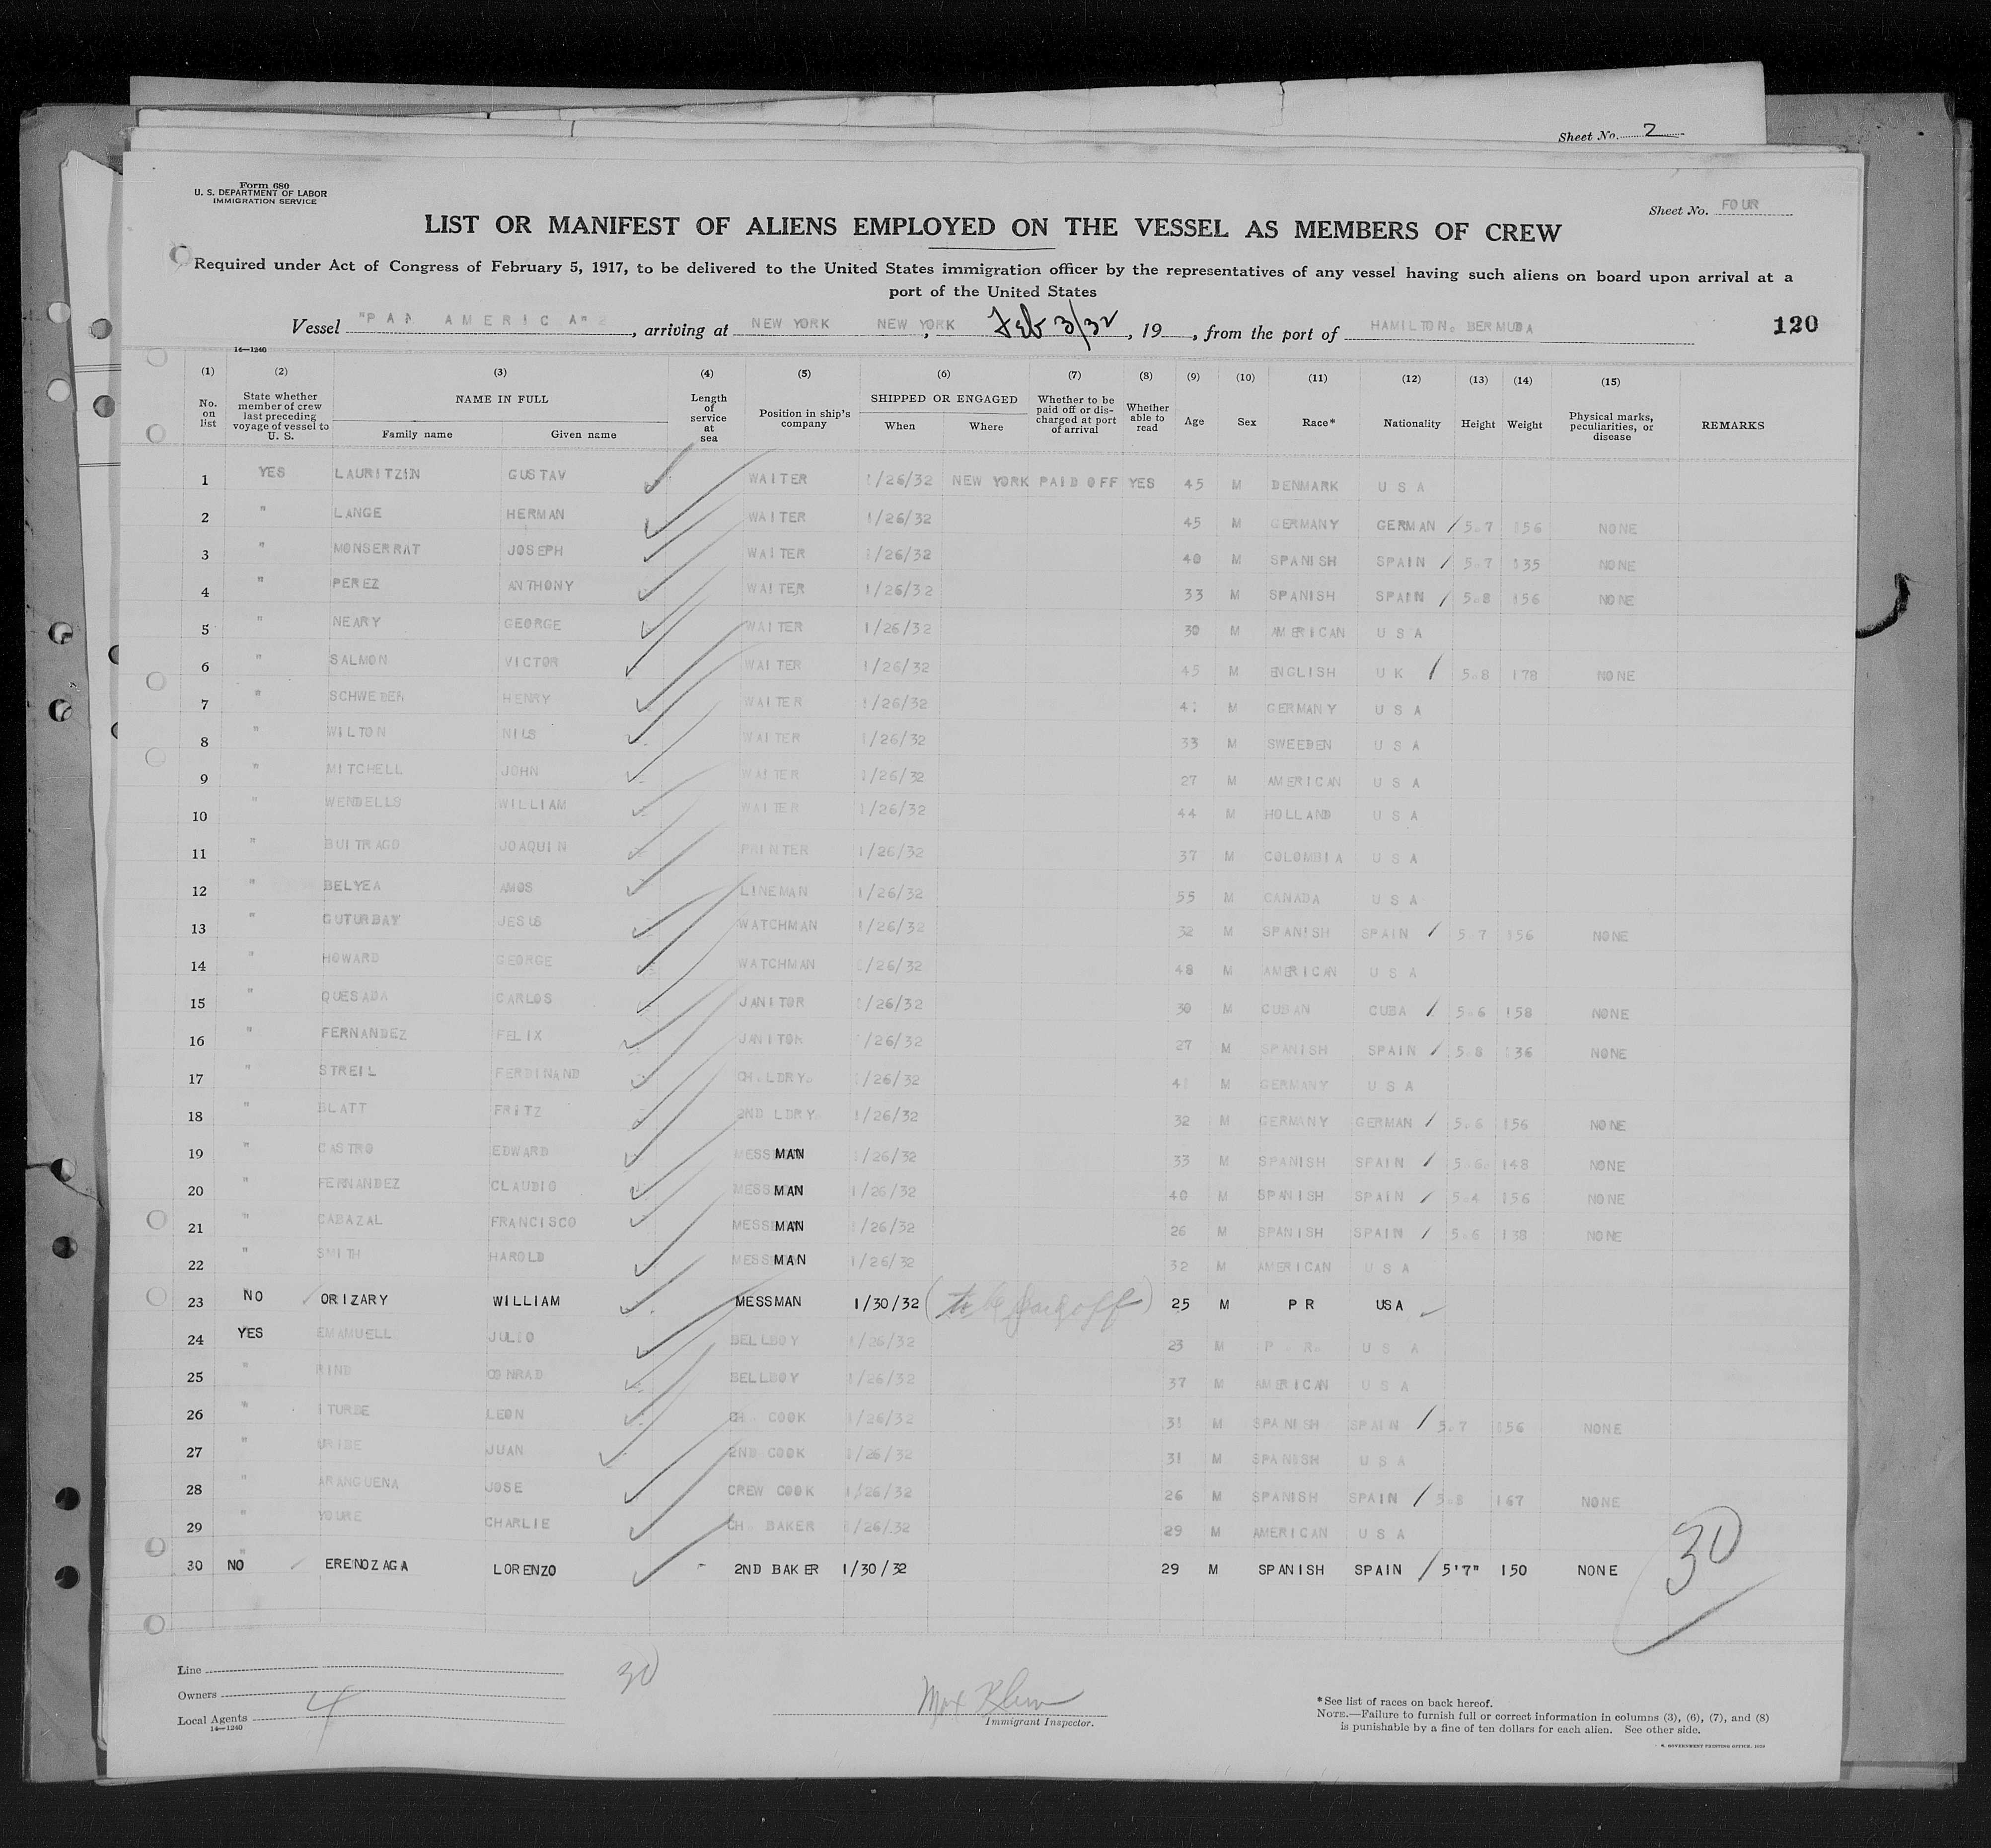 Sheet No. 2
Form 680
U. S. DEPARTMENT OF LABOR
IMMIGRATION SERVICE
Sheet No. FOUR
LIST OR MANIFEST OF ALIENS EMPLOYED ON THE VESSEL AS MEMBERS OF CREW
Required under Act of Congress of February 5, 1917, to be delivered to the United States immigration officer by the representatives of any vessel having such aliens on board upon arrival at a
port of the United States
Vessel "PAN AMERICA", arriving at NEW YORK, NEW YORK Feb 3/32, 19, from the port of HAMILTON. BERMUDA 120
14—1240
(1) (2) (3) (4) (5) (6) (7) (8) (9) (10) (11) (12) (13) (14) (15)
No. on list State whether member of crew last preceding voyage of vessel to U. S. NAME IN FULL Family name Given name Length of service at sea Position in ship's company SHIPPED OR ENGAGED When Where Whether to be paid off or discharged at port of arrival Whether able to read Age Sex Race* Nationality Height Weight Physical marks, peculiarities, or disease REMARKS
1 YES LAURITZIN GUSTAV WAITER 1/26/32 NEW YORK PAID OFF YES 45 M DENMARK U S A
2 " LANGE HERMAN WAITER 1/26/32 45 M GERMANY GERMAN / 5.7 156 NONE
3 " MONSERRAT JOSEPH WAITER 1/26/32 40 M SPANISH SPAIN / 5.7 135 NONE
4 " PEREZ ANTHONY WAITER 1/26/32 33 M SPANISH SPAIN / 5.8 156 NONE
5 " NEARY GEORGE WAITER 1/26/32 30 M AMERICAN U S A
6 " SALMON VICTOR WAITER 1/26/32 45 M ENGLISH U K / 5.8 178 NONE
7 " SCHWEDEN HENRY WAITER 1/26/32 41 M GERMANY U S A
8 " WILTON NILS WAITER 1/26/32 33 M SWEEDEN U S A
9 " MITCHELL JOHN WAITER 1/26/32 27 M AMERICAN U S A
10 " WENDELLS WILLIAM WAITER 1/26/32 44 M HOLLAND U S A
11 " BUITRAGO JOAQUIN PRINTER 1/26/32 37 M COLOMBIA U S A
12 " BELYEA AMOS LINEMAN 1/26/32 55 M CANADA U S A
13 " GUTURBAY JESUS WATCHMAN 1/26/32 32 M SPANISH SPAIN / 5.7 156 NONE
14 " HOWARD GEORGE WATCHMAN 1/26/32 48 M AMERICAN U S A
15 " QUESADA CARLOS JANITOR 1/26/32 30 M CUBAN CUBA / 5.6 158 NONE
16 " FERNANDEZ FELIX JANITOR 1/26/32 27 M SPANISH SPAIN / 5.8 136 NONE
17 " STREIL FERDINAND CH.LDRY. 1/26/32 41 M GERMANY U S A
18 " BLATT FRITZ 2ND LDRY 1/26/32 32 M GERMANY GERMAN / 5.6 156 NONE
19 " CASTRO EDWARD MESSMAN 1/26/32 33 M SPANISH SPAIN / 5.6. 148 NONE
20 " FERNANDEZ CLAUDIO MESSMAN 1/26/32 40 M SPANISH SPAIN / 5.4 156 NONE
21 " CABAZAL FRANCISCO MESSMAN 1/26/32 26 M SPANISH SPAIN / 5.6 138 NONE
22 " SMITH HAROLD MESSMAN 1/26/32 32 M AMERICAN U S A
23 NO ORIZARY WILLIAM MESSMAN 1/30/32 25 M P R USA
24 YES EMAMUELL JULIO BELLBOY 1/26/32 23 M P. R. U S A
25 " RIND CONRAD BELLBOY 1/26/32 37 M AMERICAN U S A
26 " ITURBE LEON CH. COOK 1/26/32 31 M SPANISH SPAIN / 5.7 156 NONE
27 " URIBE JUAN 2ND COOK 1/26/32 31 M SPANISH U S A
28 " ARANGUENA JOSE CREW COOK 1/26/32 26 M SPANISH SPAIN / 5.8 167 NONE
29 " YOURE CHARLIE CH. BAKER 1/26/32 29 M AMERICAN U S A
30 NO ERENOZAGA LORENZO 2ND BAKER 1/30/32 29 M SPANISH SPAIN / 5'7" 150 NONE
30
Line
30
Owners
4
Local Agents
14—1240
Max Klein
Immigrant Inspector.
*See list of races on back hereof.
NOTE.—Failure to furnish full or correct information in columns (3), (6), (7), and (8)
is punishable by a fine of ten dollars for each alien. See other side.